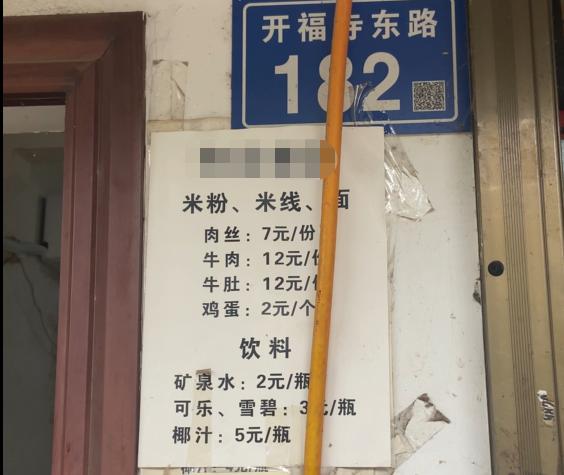 开福寺东路
182
米粉、米线、面
肉丝：7元/份
牛肉：12元/份
牛肚：12元/份
鸡蛋：2元/个
饮料
矿泉水：2元/瓶
可乐、雪碧：3元/瓶
椰汁：5元/瓶